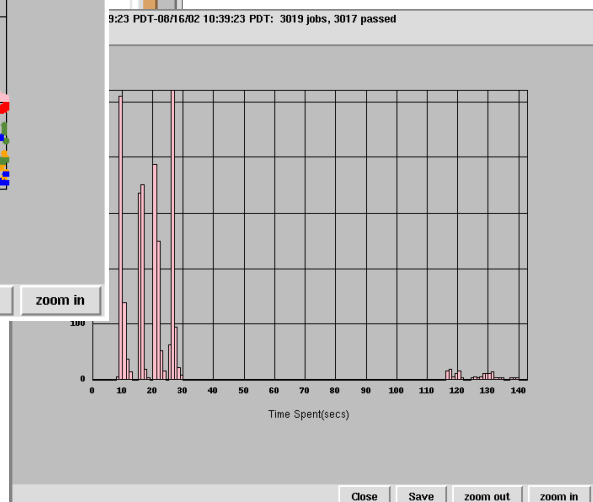 9:23 PDT-08/16/02 10:39:23 PDT: 3019 jobs, 3017 passed
zoom in
100
0
0 10 20 30 40 50 60 70 80 90 100 110 120 130 140
Time Spent(secs)
Close Save zoom out zoom in